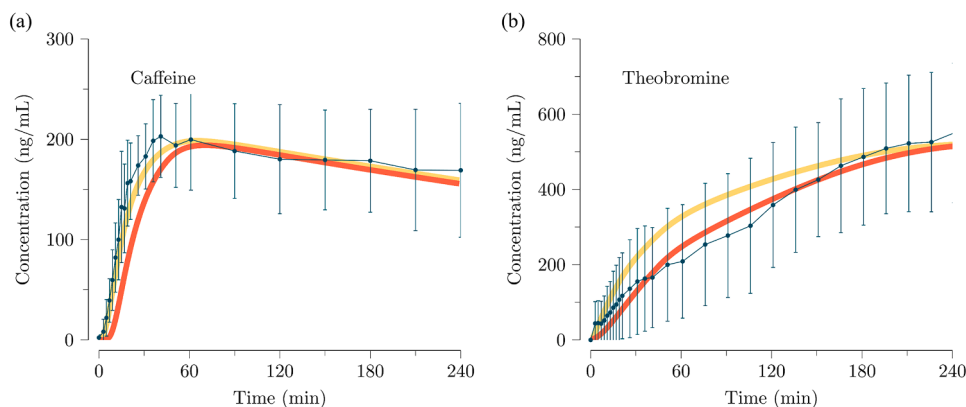 (a)
300
200
100
0
Concentration (ng/mL)
Caffeine
0 60 120 180 240
Time (min)
(b)
800
600
400
200
0
Concentration (ng/mL)
Theobromine
0 60 120 180 240
Time (min)